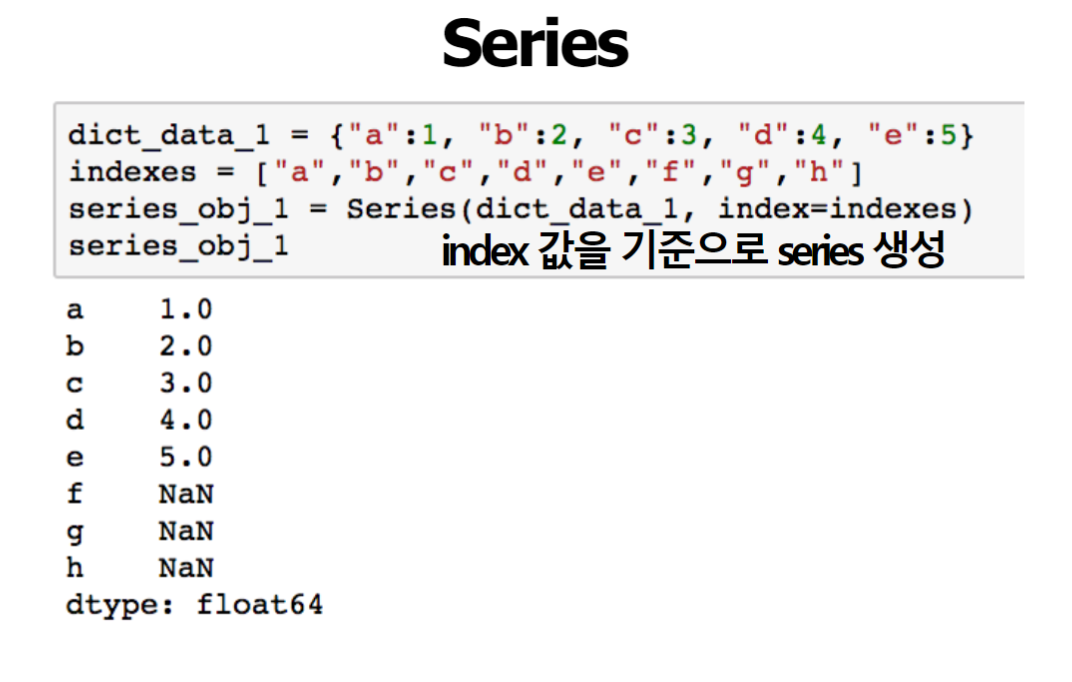 Series
dict_data_1 = {"a":1, "b":2, "c":3, "d":4, "e":5}
indexes = ["a","b","c","d","e","f","g","h"]
series_obj_1 = Series(dict_data_1, index=indexes)
series_obj_1
index 값을 기준으로 series 생성
a 1.0
b 2.0
c 3.0
d 4.0
e 5.0
f NaN
g NaN
h NaN
dtype: float64